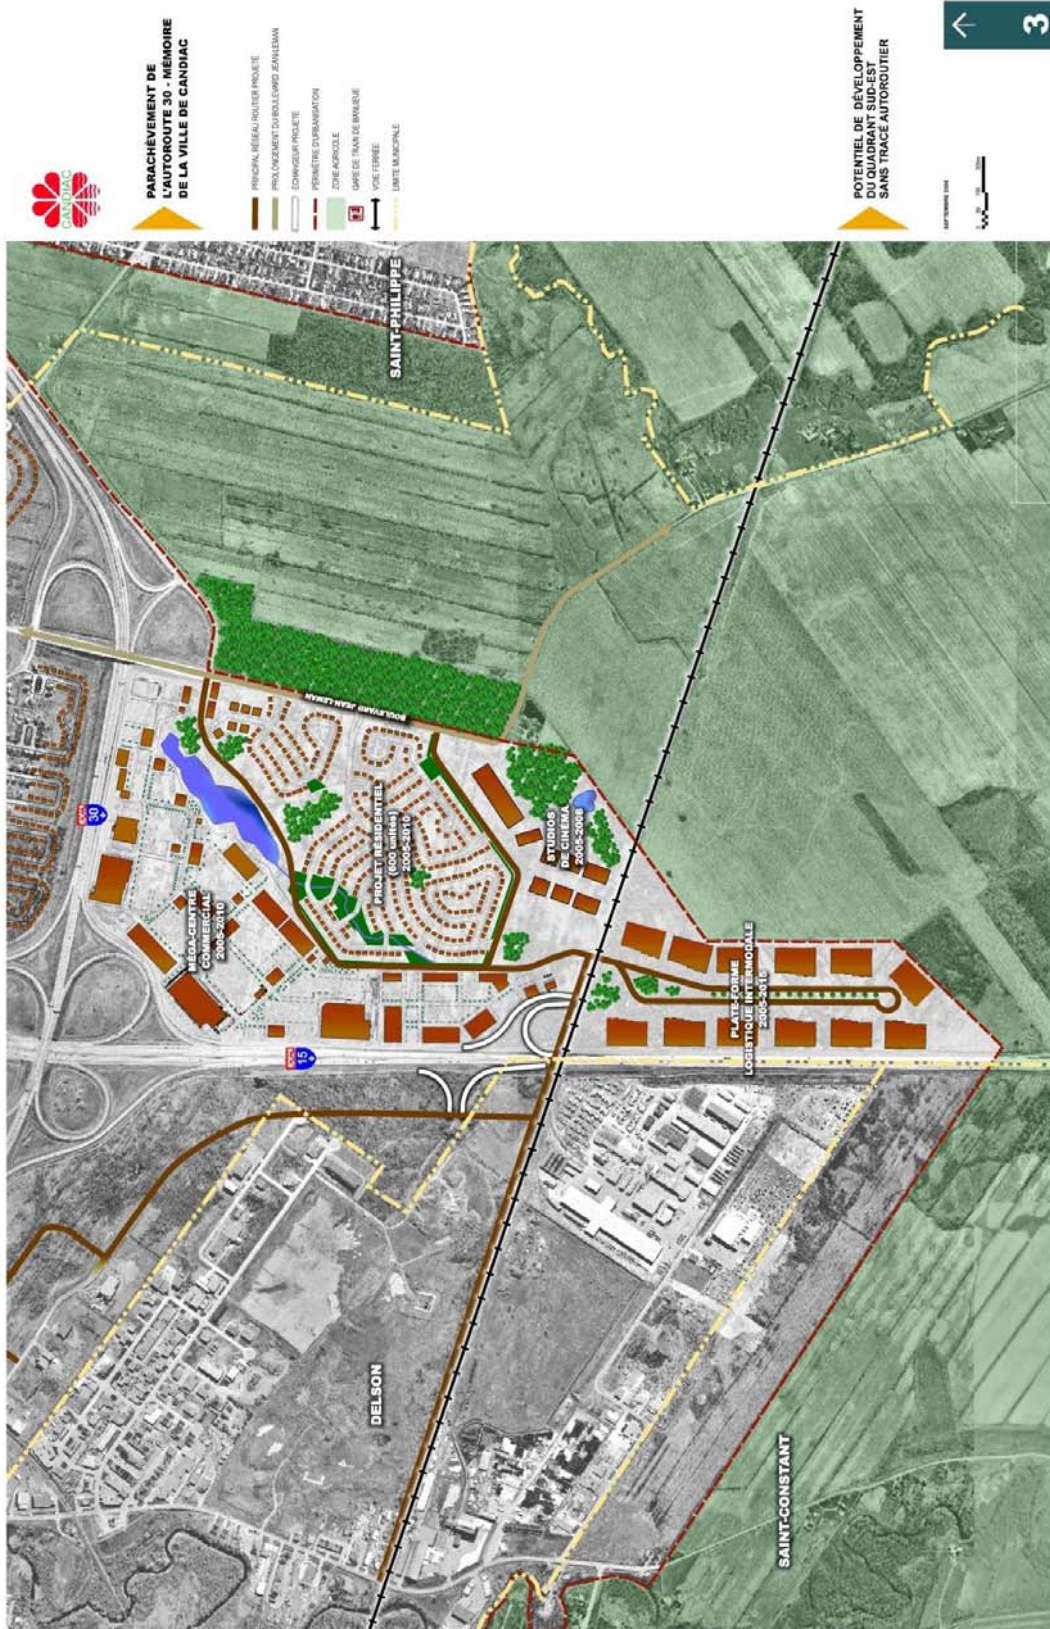 CANDIAC
PARACHÈVEMENT DE
L'AUTOROUTE 30 - MÉMOIRE
DE LA VILLE DE CANDIAC
PRINCIPAL RÉSEAU ROUTIER PROJETÉ
PROLONGEMENT DU BOULEVARD JEAN-LEMAN
ÉCHANGEUR PROJETÉ
PÉRIMÈTRE D'URBANISATION
ZONE AGRICOLE
GARE DE TRAIN DE BANLIEUE
VOIE FERRÉE
LIMITE MUNICIPALE
POTENTIEL DE DÉVELOPPEMENT
DU QUADRANT SUD-EST
SANS TRACÉ AUTOROUTIER
3
SAINT-PHILIPPE
BOULEVARD JEAN-LEMAN
30
MÉGA-CENTRE
COMMERCIAL
2005-2010
PROJET RÉSIDENTIEL
(600 unités)
2005-2010
STUDIOS
DE CINÉMA
2005-2008
15
PLATE-FORME
LOGISTIQUE INTERMODALE
2005-2015
DELSON
SAINT-CONSTANT